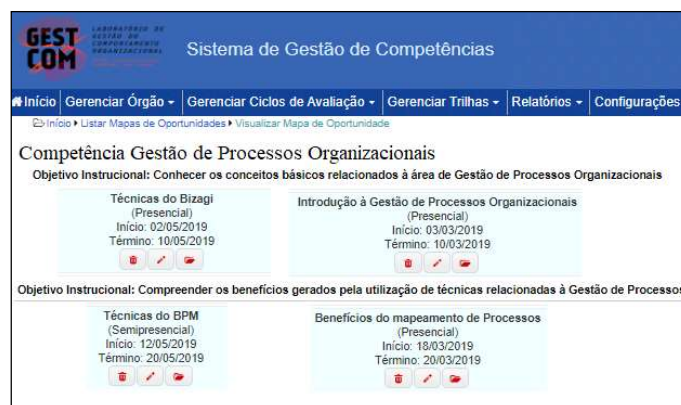 GEST
COM
LABORATÓRIO DE
GESTÃO DO
COMPORTAMENTO
ORGANIZACIONAL
Sistema de Gestão de Competências
Início Gerenciar Órgão Gerenciar Ciclos de Avaliação Gerenciar Trilhas Relatórios Configurações
Início Listar Mapas de Oportunidades Visualizar Mapa de Oportunidade
Competência Gestão de Processos Organizacionais
Objetivo Instrucional: Conhecer os conceitos básicos relacionados à área de Gestão de Processos Organizacionais
Técnicas do Bizagi
(Presencial)
Início: 02/05/2019
Término: 10/05/2019
Introdução à Gestão de Processos Organizacionais
(Presencial)
Início: 03/03/2019
Término: 10/03/2019
Objetivo Instrucional: Compreender os benefícios gerados pela utilização de técnicas relacionadas à Gestão de Processos
Técnicas do BPM
(Semipresencial)
Início: 12/05/2019
Término: 20/05/2019
Benefícios do mapeamento de Processos
(Presencial)
Início: 18/03/2019
Término: 20/03/2019